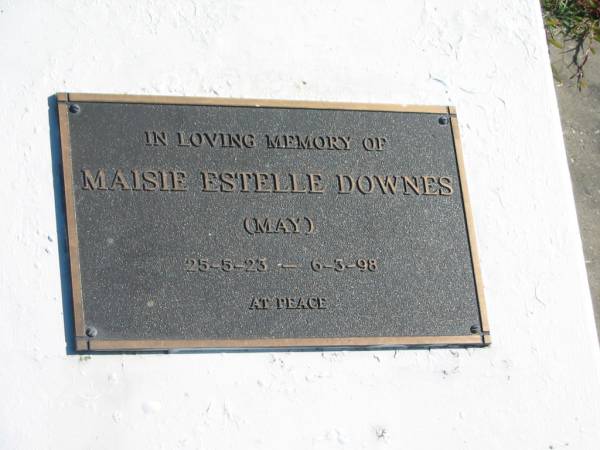 IN LOVING MEMORY OF
MAISIE ESTELLE DOWNES
(MAY)
25-5-23 — 6-3-98
AT PEACE